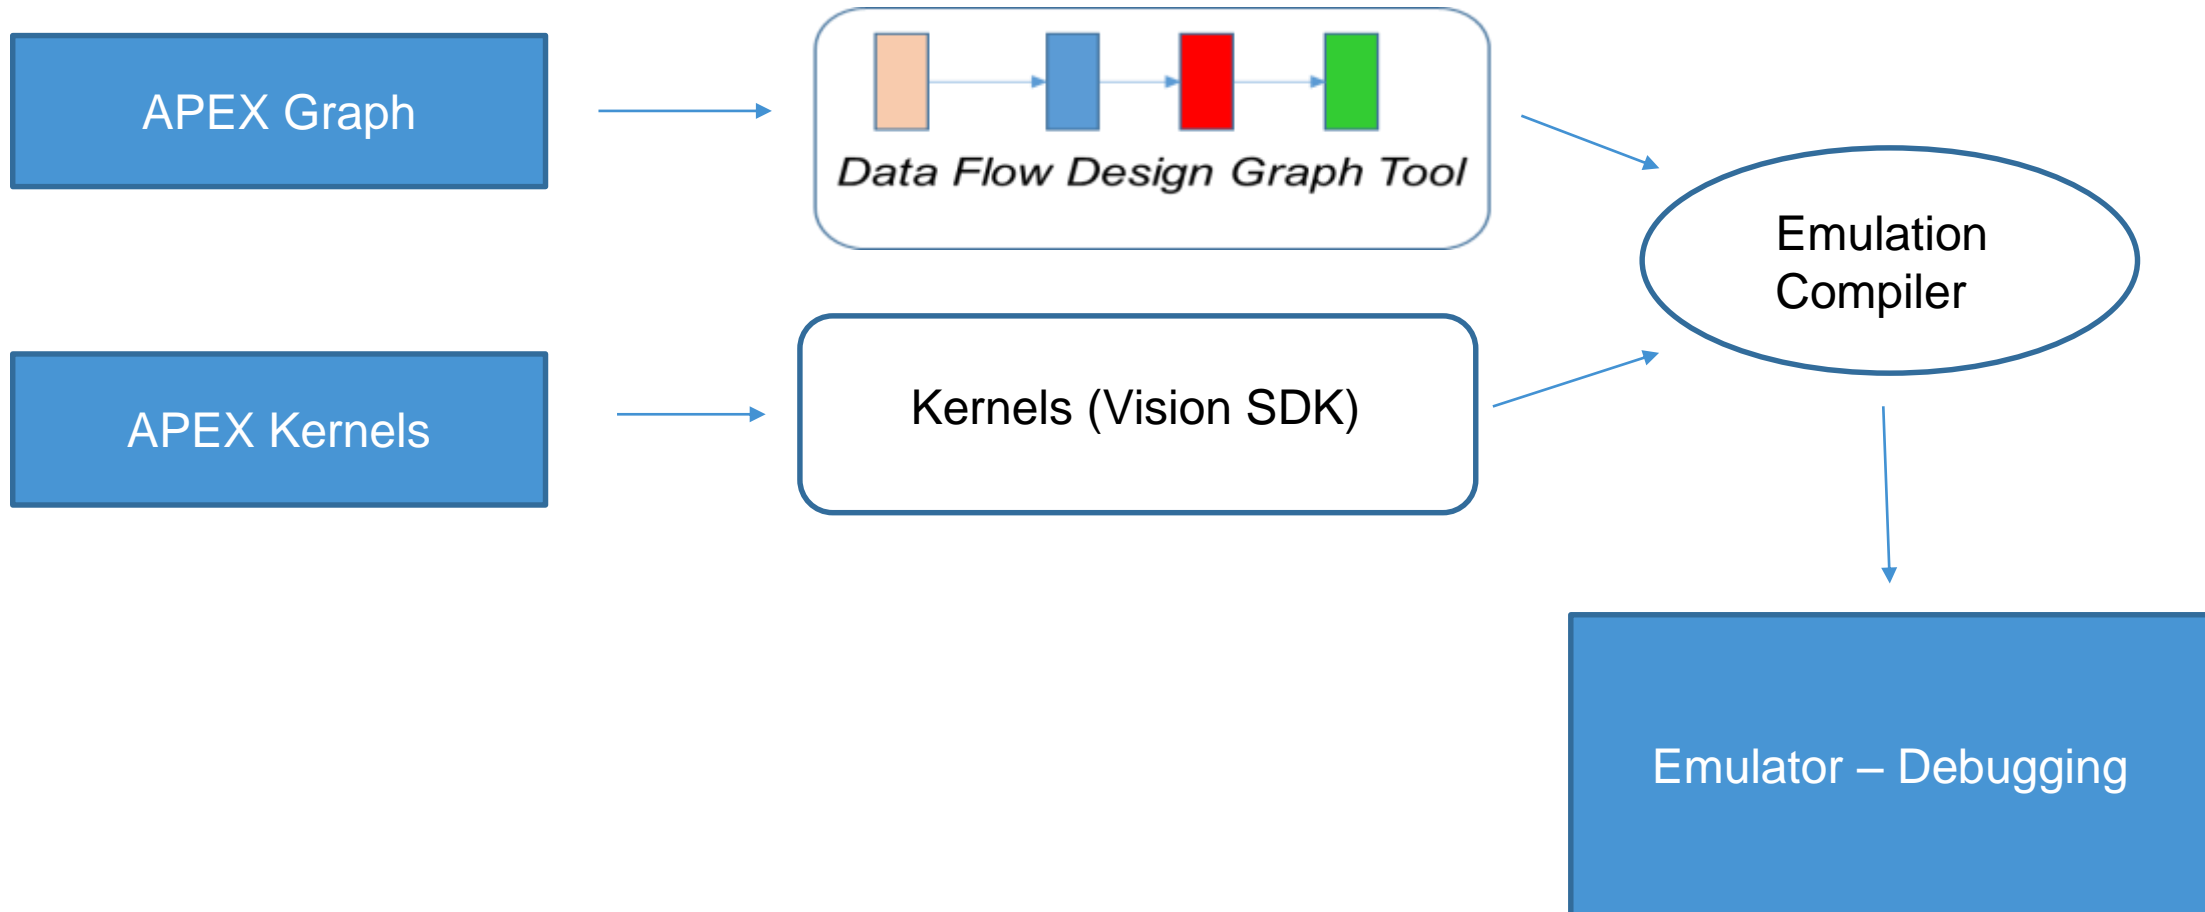 APEX Graph
Data Flow Design Graph Tool
Emulation
Compiler
APEX Kernels
Kernels (Vision SDK)
Emulator – Debugging